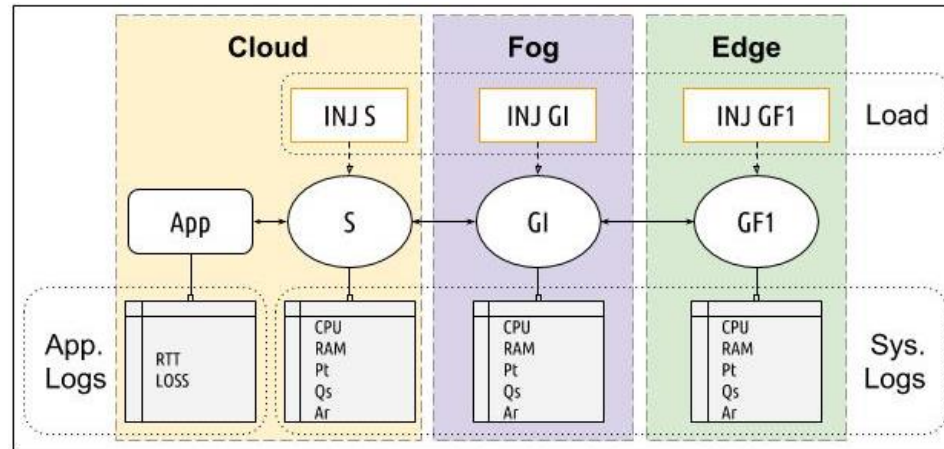 Cloud
Fog
Edge
INJ S
INJ GI
INJ GF1
Load
App
S
GI
GF1
App.
Logs
RTT
LOSS
CPU
RAM
Pt
Qs
Ar
CPU
RAM
Pt
Qs
Ar
CPU
RAM
Pt
Qs
Ar
Sys.
Logs